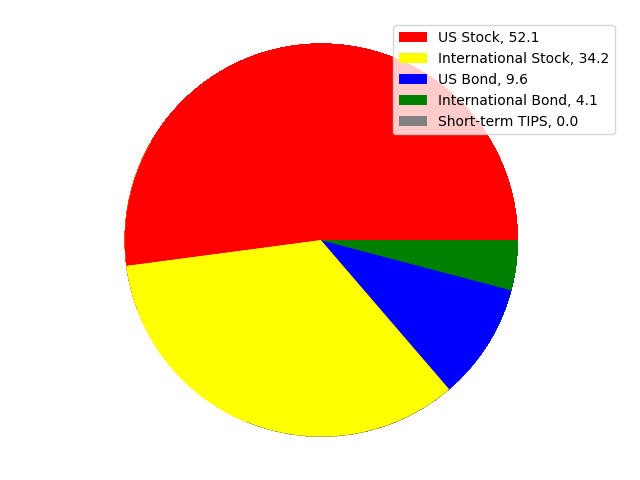 US Stock, 52.1
International Stock, 34.2
US Bond, 9.6
International Bond, 4.1
Short-term TIPS, 0.0